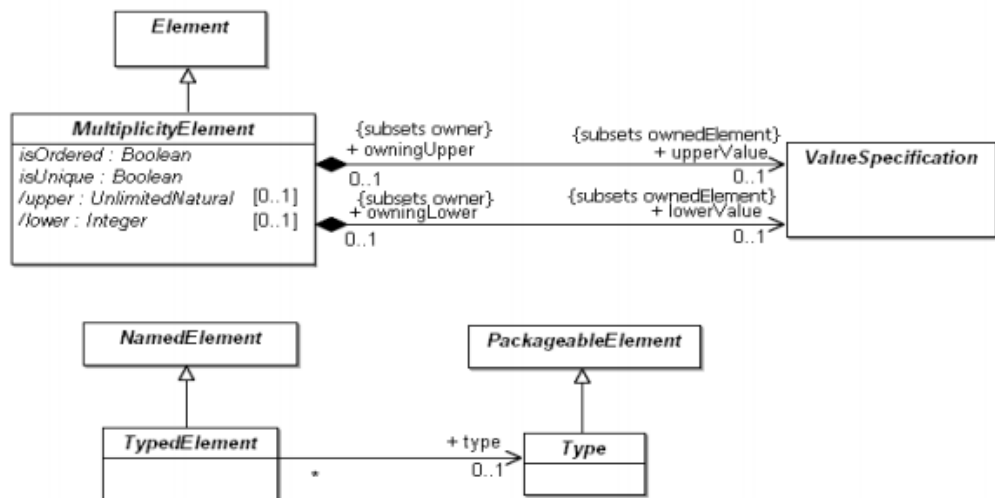 Element
MultiplicityElement
isOrdered : Boolean
isUnique : Boolean
/upper : UnlimitedNatural [0..1]
/lower : Integer [0..1]
{subsets owner}
+ owningUpper
0..1
{subsets ownedElement}
+ upperValue
0..1
{subsets owner}
+ owningLower
0..1
{subsets ownedElement}
+ lowerValue
0..1
ValueSpecification
NamedElement
PackageableElement
TypedElement
*
+ type
0..1
Type